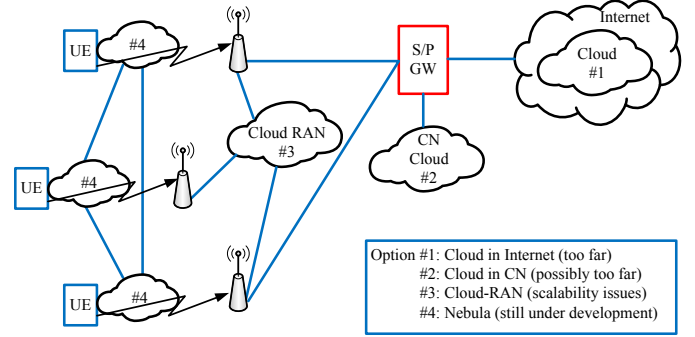 Internet
UE
#4
S/P
GW
Cloud
#1
Cloud RAN
#3
CN
Cloud
#2
UE
#4
UE
#4
Option #1: Cloud in Internet (too far)
#2: Cloud in CN (possibly too far)
#3: Cloud-RAN (scalability issues)
#4: Nebula (still under development)